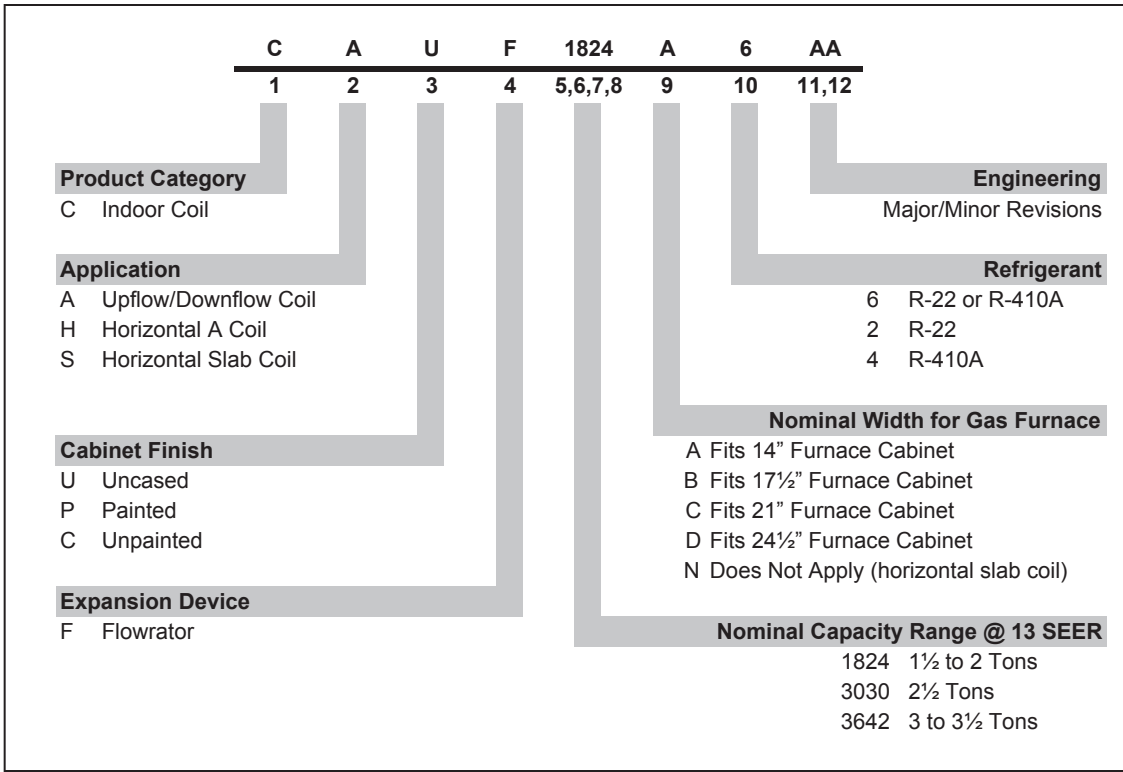 C A U F 1824 A 6 AA
1 2 3 4 5,6,7,8 9 10 11,12
Product Category
C Indoor Coil
Application
A Upflow/Downflow Coil
H Horizontal A Coil
S Horizontal Slab Coil
Cabinet Finish
U Uncased
P Painted
C Unpainted
Expansion Device
F Flowrator
Engineering
Major/Minor Revisions
Refrigerant
6 R-22 or R-410A
2 R-22
4 R-410A
Nominal Width for Gas Furnace
A Fits 14” Furnace Cabinet
B Fits 17½” Furnace Cabinet
C Fits 21” Furnace Cabinet
D Fits 24½” Furnace Cabinet
N Does Not Apply (horizontal slab coil)
Nominal Capacity Range @ 13 SEER
1824 1½ to 2 Tons
3030 2½ Tons
3642 3 to 3½ Tons